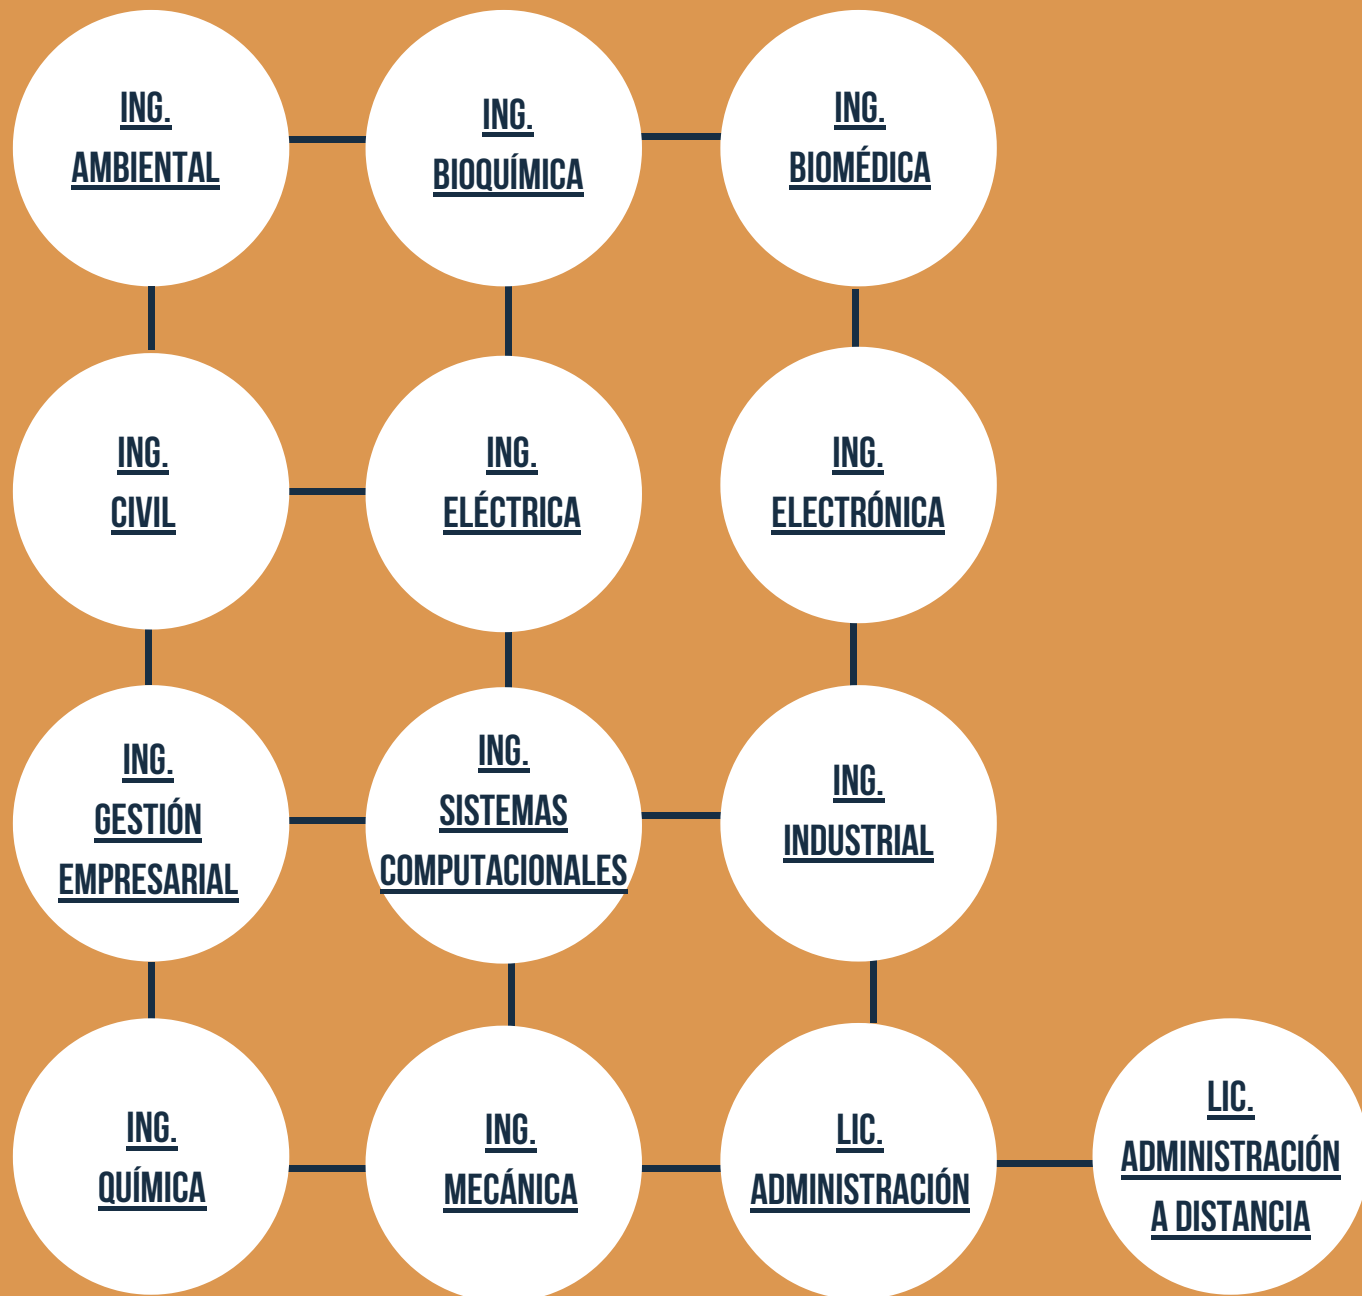 ING.
AMBIENTAL
ING.
BIOQUÍMICA
ING.
BIOMÉDICA
ING.
CIVIL
ING.
ELÉCTRICA
ING.
ELECTRÓNICA
ING.
GESTIÓN
EMPRESARIAL
ING.
SISTEMAS
COMPUTACIONALES
ING.
INDUSTRIAL
ING.
QUÍMICA
ING.
MECÁNICA
LIC.
ADMINISTRACIÓN
LIC.
ADMINISTRACIÓN
A DISTANCIA